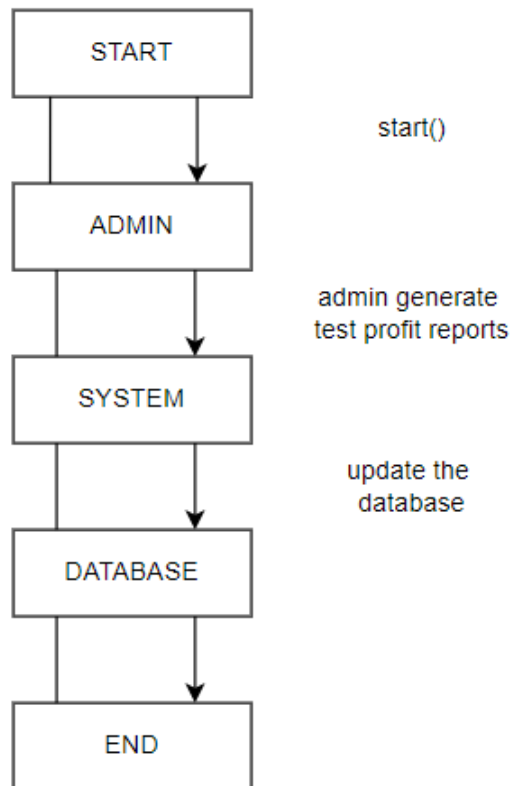 START
start()
ADMIN
admin generate
test profit reports
SYSTEM
update the
database
DATABASE
END